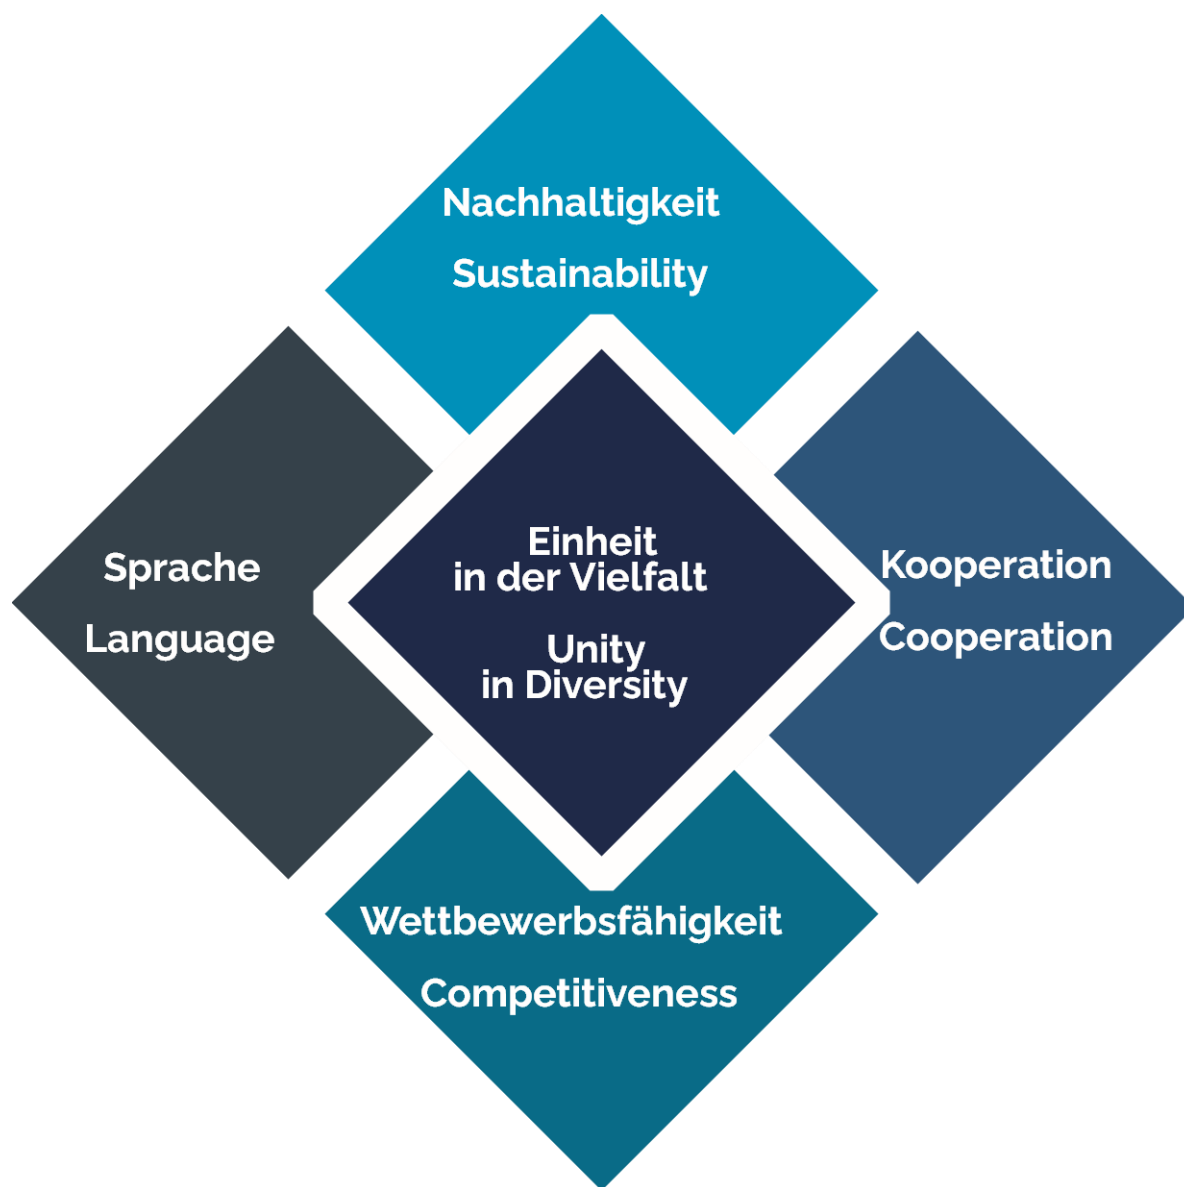 Nachhaltigkeit
Sustainability
Sprache
Language
Einheit
in der Vielfalt
Unity
in Diversity
Kooperation
Cooperation
Wettbewerbsfähigkeit
Competitiveness